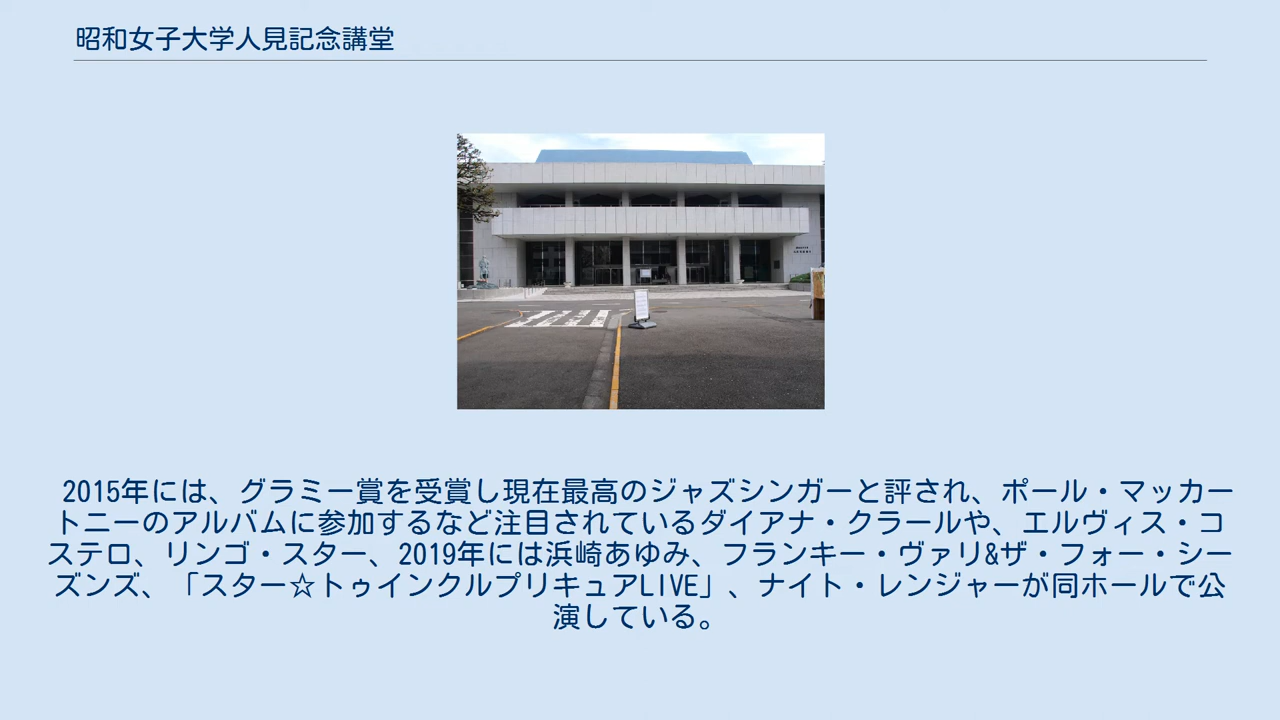 昭和女子大学人見記念講堂
2015年には、グラミー賞を受賞し現在最高のジャズシンガーと評され、ポール・マッカー
トニーのアルバムに参加するなど注目されているダイアナ・クラールや、エルヴィス・コ
ステロ、リンゴ・スター、2019年には浜崎あゆみ、フランキー・ヴァリ&ザ・フォー・シー
ズンズ、「スター☆トゥインクルプリキュアLIVE」、ナイト・レンジャーが同ホールで公
演している。